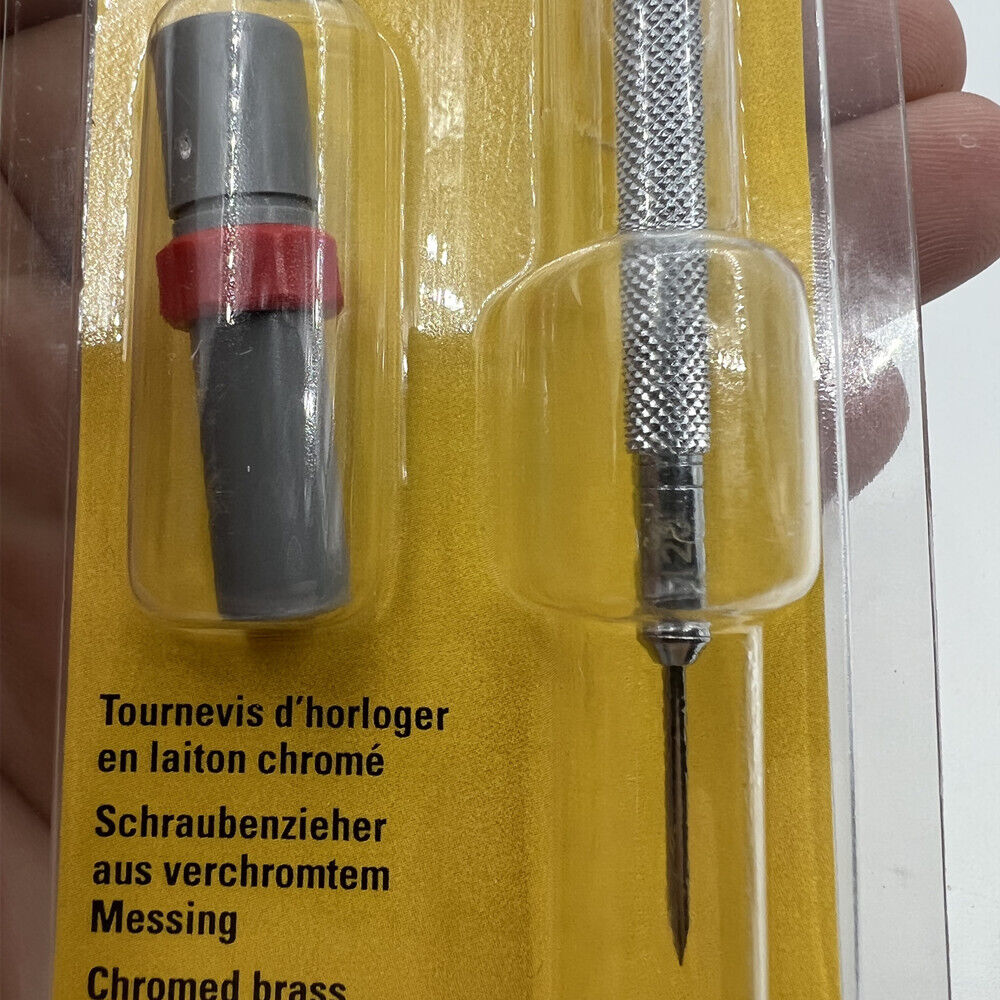 Tournevis d'horloger
en laiton chromé
Schraubenzieher
aus verchromtem
Messing
Chromed brass